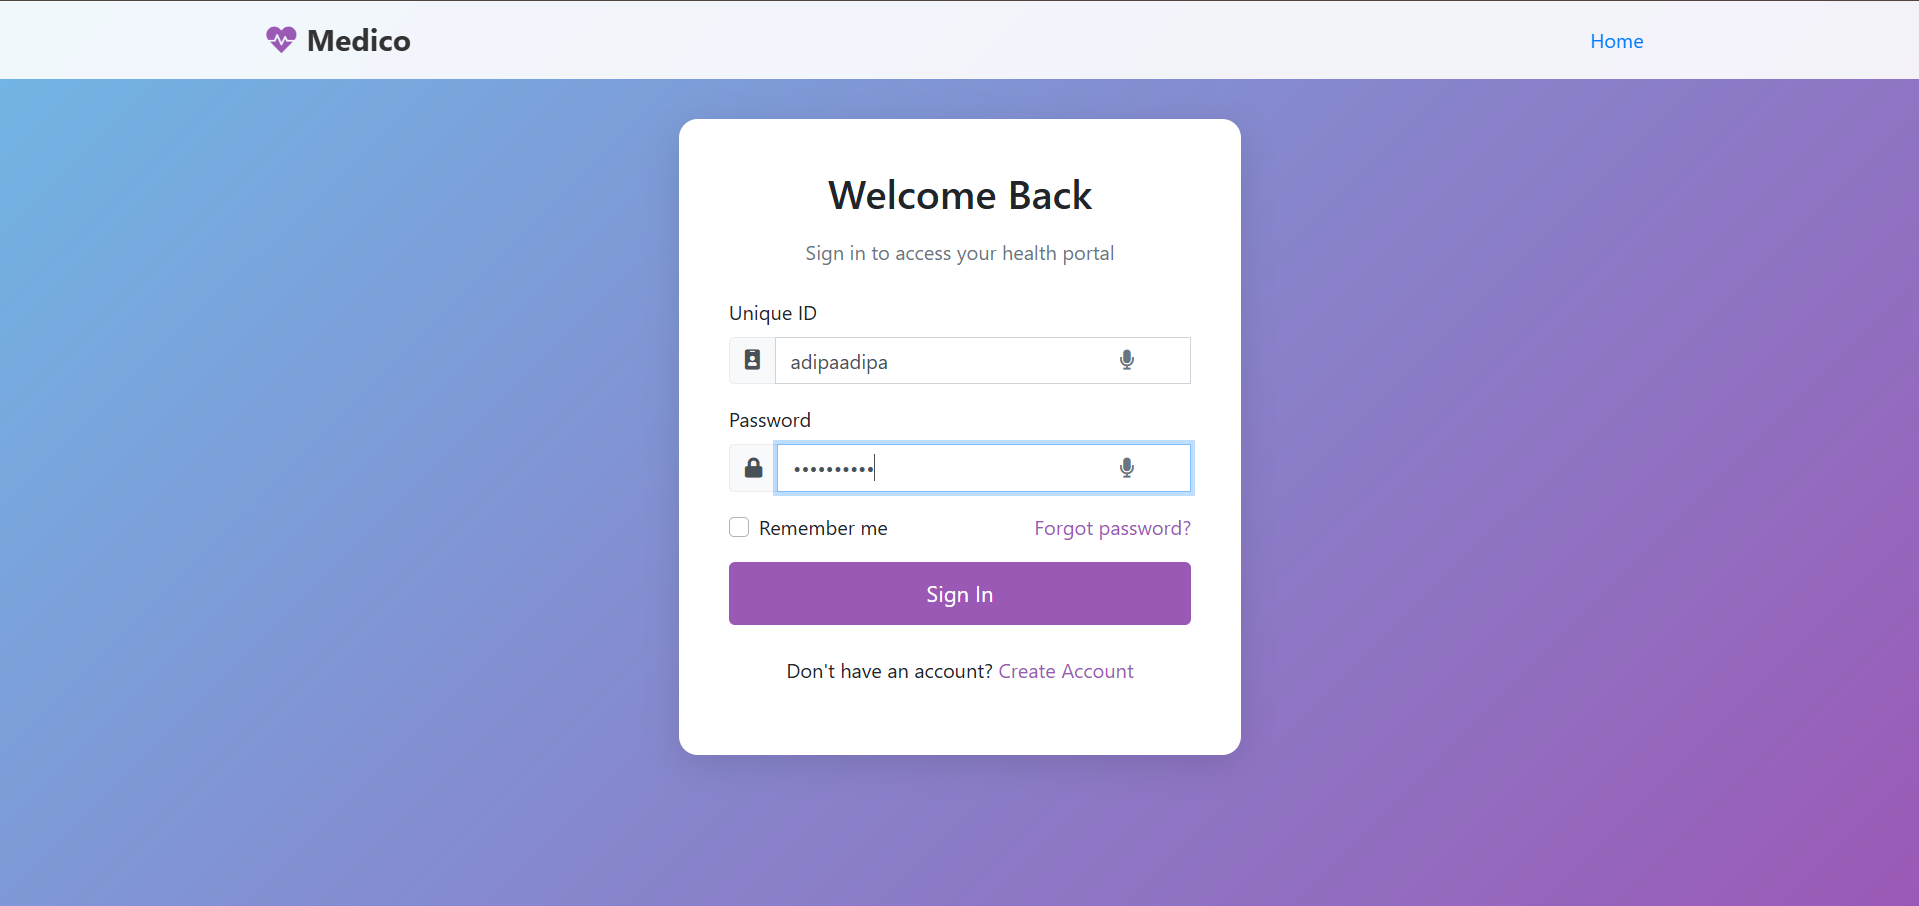 Medico
Home
Welcome Back
Sign in to access your health portal
Unique ID
adipaadipa
Password
••••••••••
Remember me
Forgot password?
Sign In
Don't have an account? Create Account